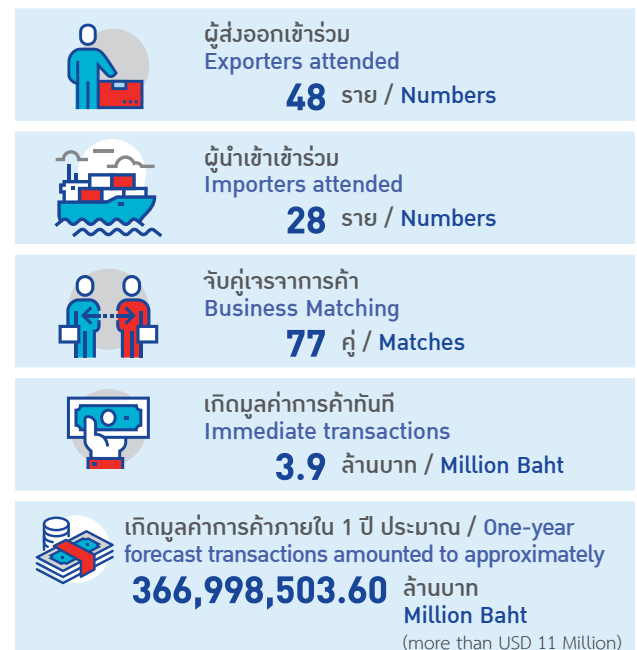 ผู้ส่งออกเข้าร่วม
Exporters attended
48 ราย / Numbers
ผู้นำเข้าเข้าร่วม
Importers attended
28 ราย / Numbers
จับคู่เจรจาการค้า
Business Matching
77 คู่ / Matches
เกิดมูลค่าการค้าทันที
Immediate transactions
3.9 ล้านบาท / Million Baht
เกิดมูลค่าการค้าภายใน 1 ปี ประมาณ / One-year
forecast transactions amounted to approximately
366,998,503.60 ล้านบาท
Million Baht
(more than USD 11 Million)